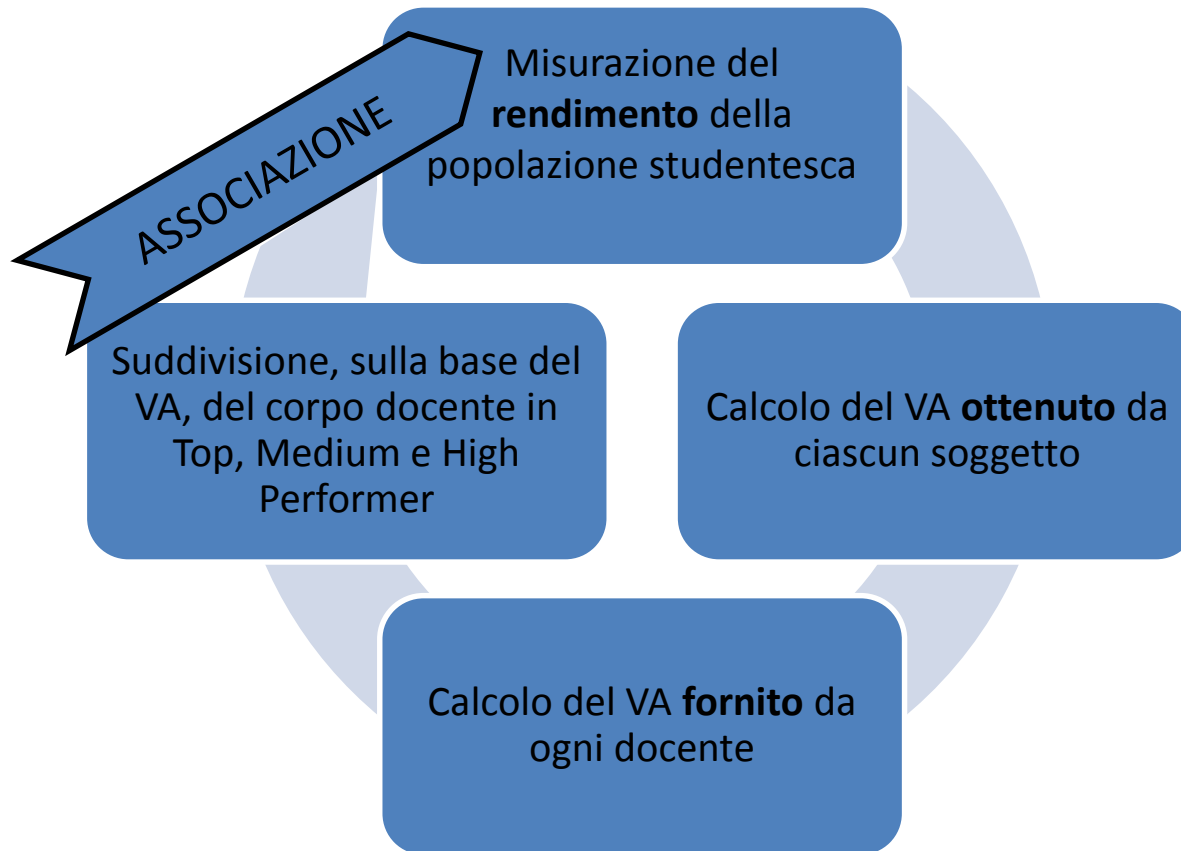 ASSOCIAZIONE
Misurazione del
rendimento della
popolazione studentesca
Suddivisione, sulla base del
VA, del corpo docente in
Top, Medium e High
Performer
Calcolo del VA ottenuto da
ciascun soggetto
Calcolo del VA fornito da
ogni docente